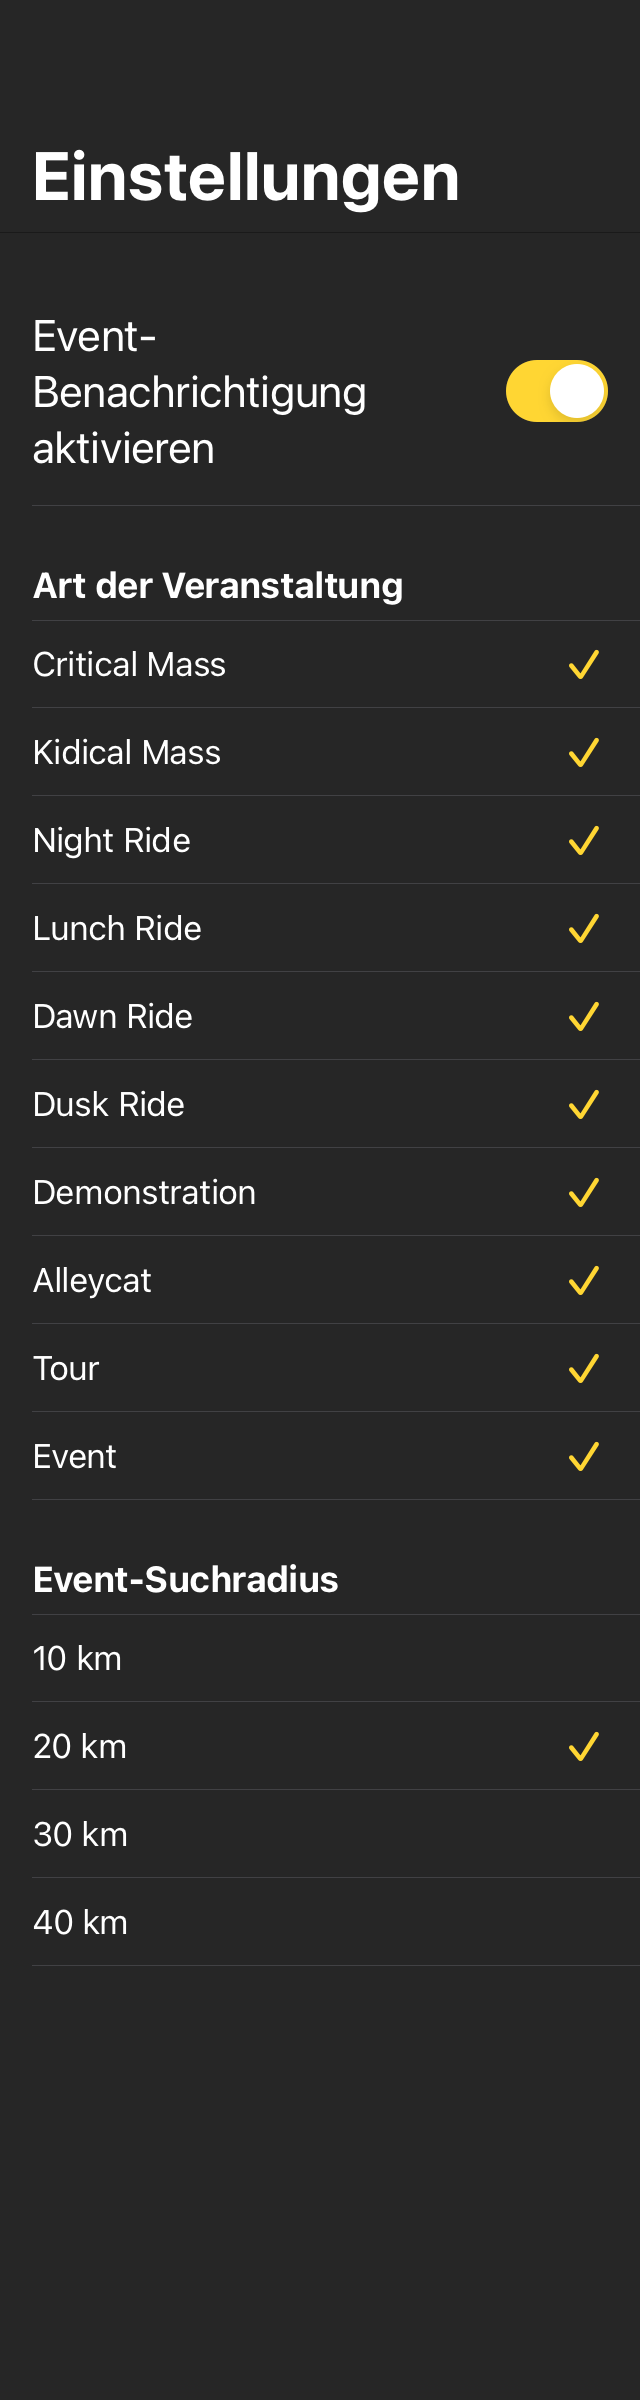 Einstellungen
Event-
Benachrichtigung
aktivieren
Art der Veranstaltung
Critical Mass
Kidical Mass
Night Ride
Lunch Ride
Dawn Ride
Dusk Ride
Demonstration
Alleycat
Tour
Event
Event-Suchradius
10 km
20 km
30 km
40 km